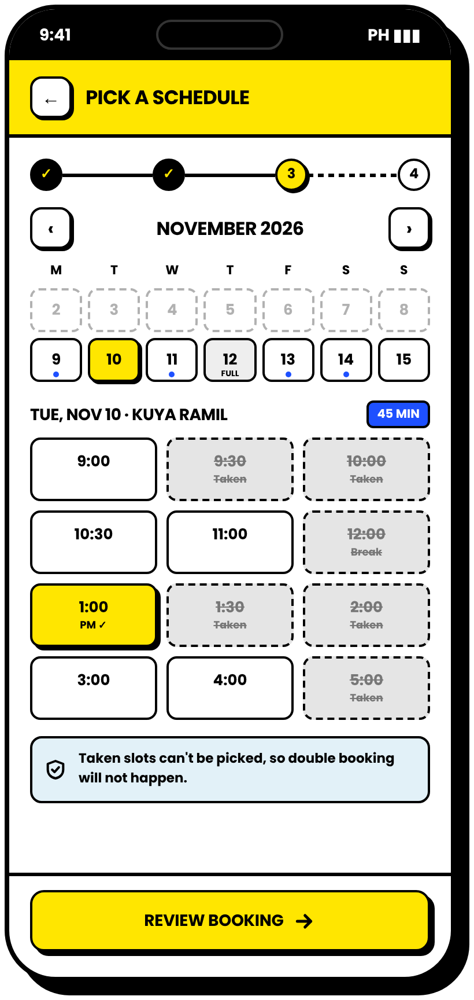 9:41 PH
← PICK A SCHEDULE
✓ ✓ 3 4
‹ NOVEMBER 2026 ›
M T W T F S S
2 3 4 5 6 7 8
9 10 11 12 13 14 15
FULL
TUE, NOV 10 · KUYA RAMIL 45 MIN
9:00 9:30 10:00
Taken Taken
10:30 11:00 12:00
Break
1:00 1:30 2:00
PM ✓ Taken Taken
3:00 4:00 5:00
Taken
Taken slots can't be picked, so double booking
will not happen.
REVIEW BOOKING →